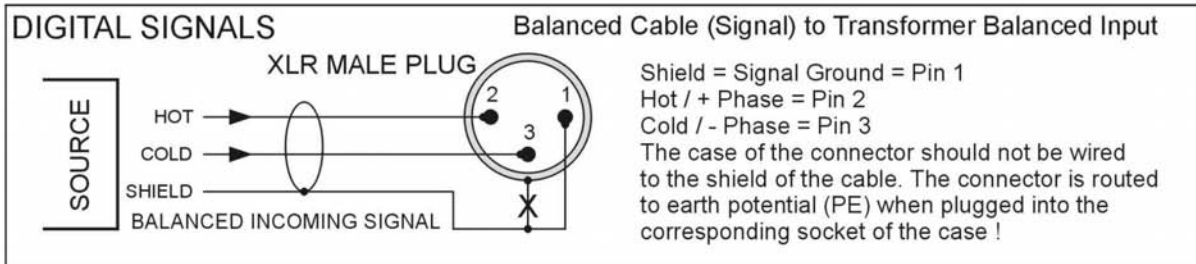 DIGITAL SIGNALS
Balanced Cable (Signal) to Transformer Balanced Input
XLR MALE PLUG
SOURCE
HOT
COLD
SHIELD
BALANCED INCOMING SIGNAL
2
1
3
X
Shield = Signal Ground = Pin 1
Hot / + Phase = Pin 2
Cold / - Phase = Pin 3
The case of the connector should not be wired
to the shield of the cable. The connector is routed
to earth potential (PE) when plugged into the
corresponding socket of the case !